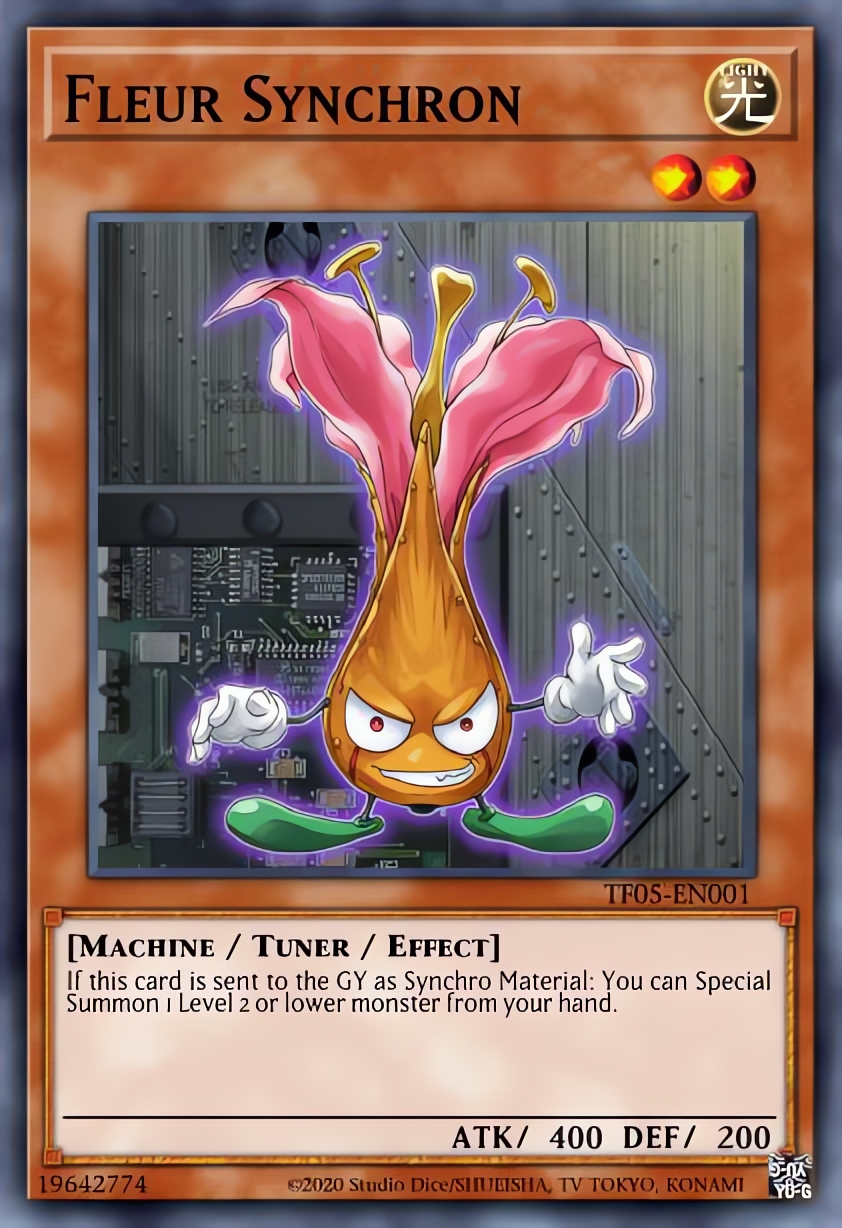 Fleur Synchron
LIGHT
光
TF05-EN001
[Machine / Tuner / Effect]
If this card is sent to the GY as Synchro Material: You can Special
Summon 1 Level 2 or lower monster from your hand.
ATK/ 400 DEF/ 200
19642774
©2020 Studio Dice/SHUEISHA, TV TOKYO, KONAMI